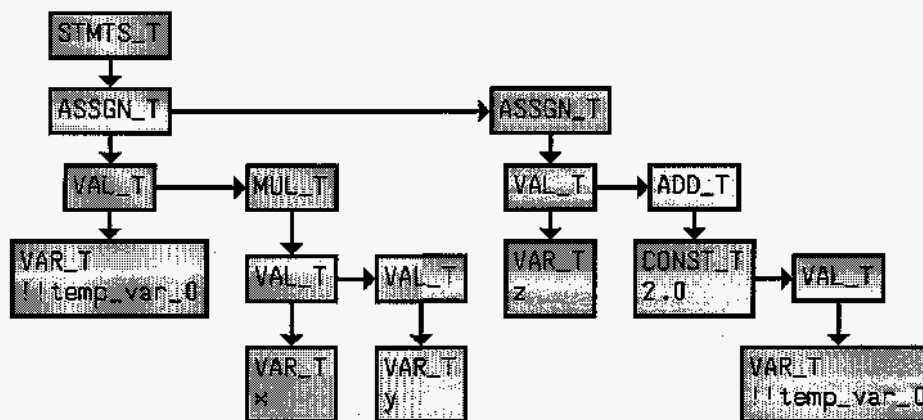 STMTS_T
ASSGN_T
ASSGN_T
VAL_T
MUL_T
VAL_T
ADD_T
VAR_T
!!temp_var_0
VAL_T
VAL_T
VAR_T
z
CONST_T
2.0
VAL_T
VAR_T
x
VAR_T
y
VAR_T
!!temp_var_0